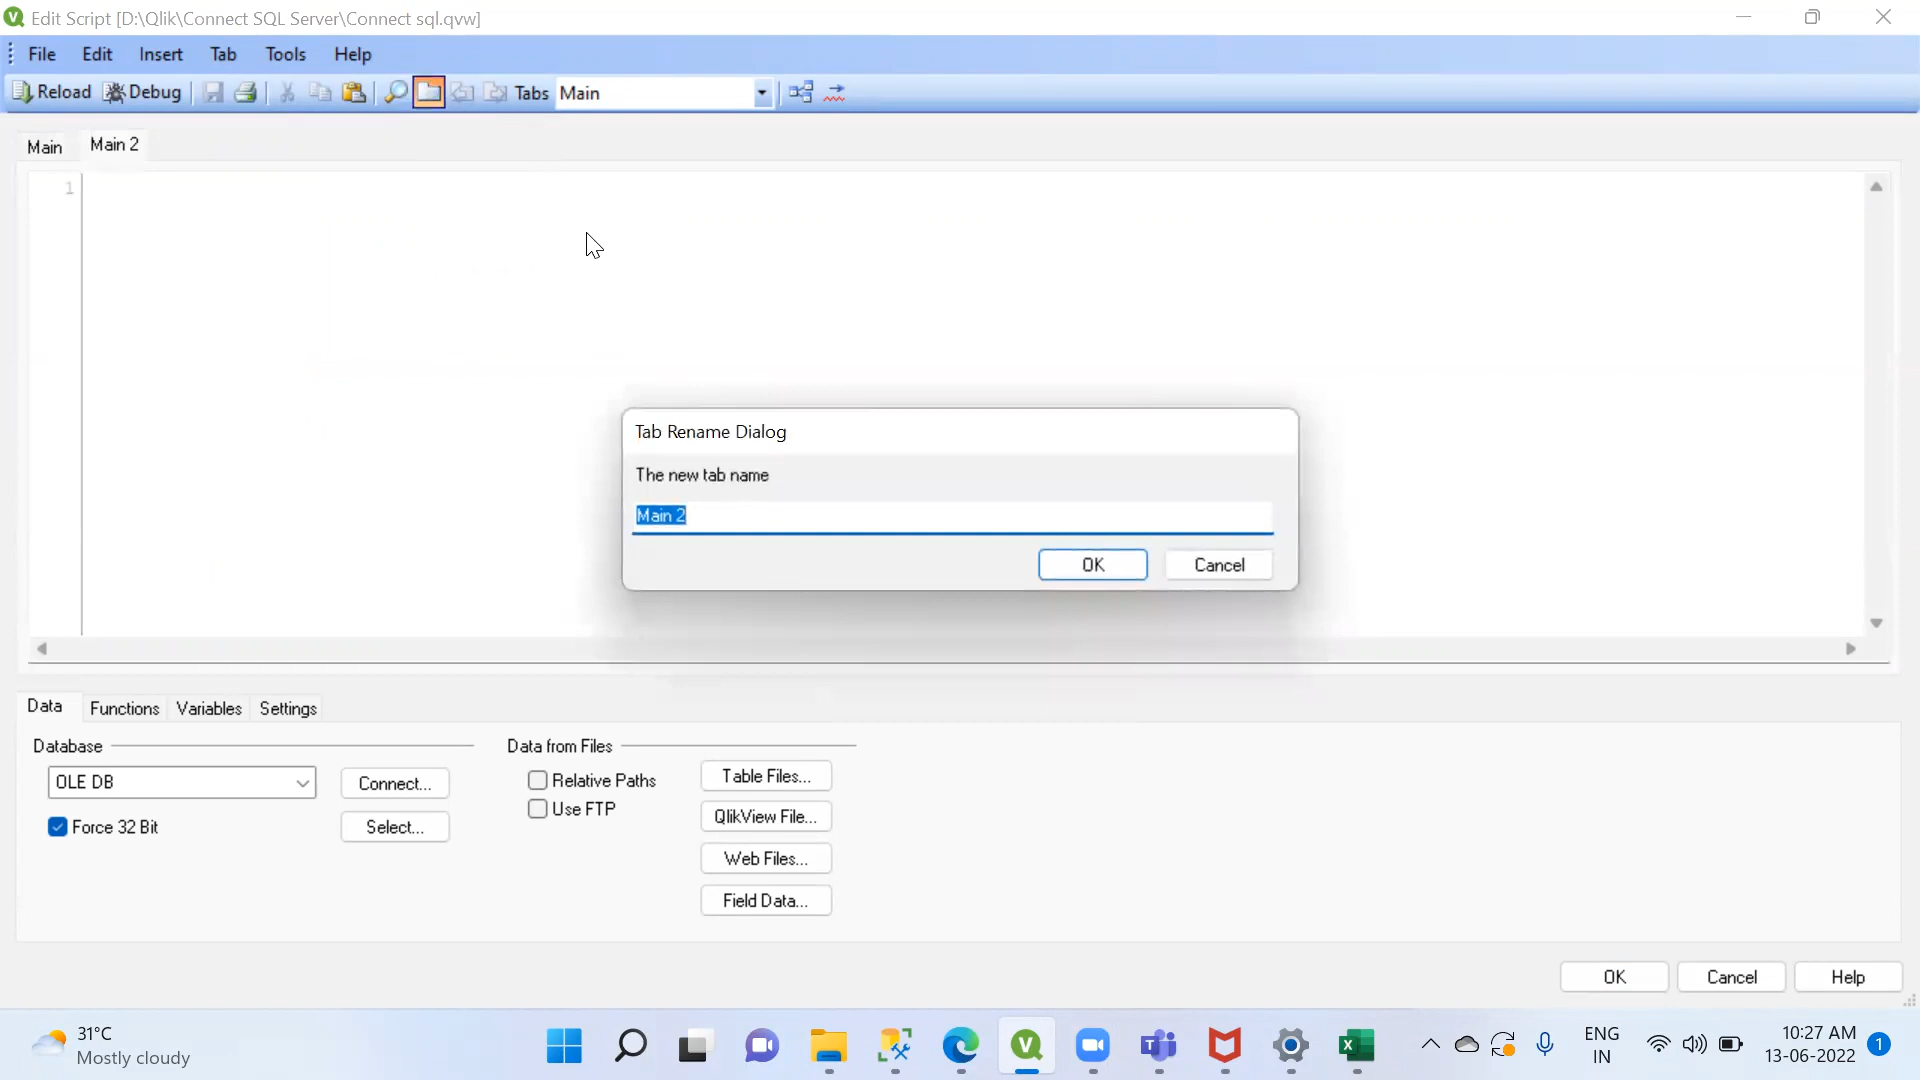 Edit Script [D:\Qlik\Connect SQL Server\Connect sql.qvw]
File Edit Insert Tab Tools Help
Reload Debug Tabs Main
Main Main 2
1
Tab Rename Dialog
The new tab name
Main 2
OK Cancel
Data Functions Variables Settings
Database Data from Files
OLE DB Connect... Relative Paths Table Files...
Use FTP
Force 32 Bit Select... QlikView File...
Web Files...
Field Data...
OK Cancel Help
31°C
Mostly cloudy
ENG
IN
10:27 AM
13-06-2022
1